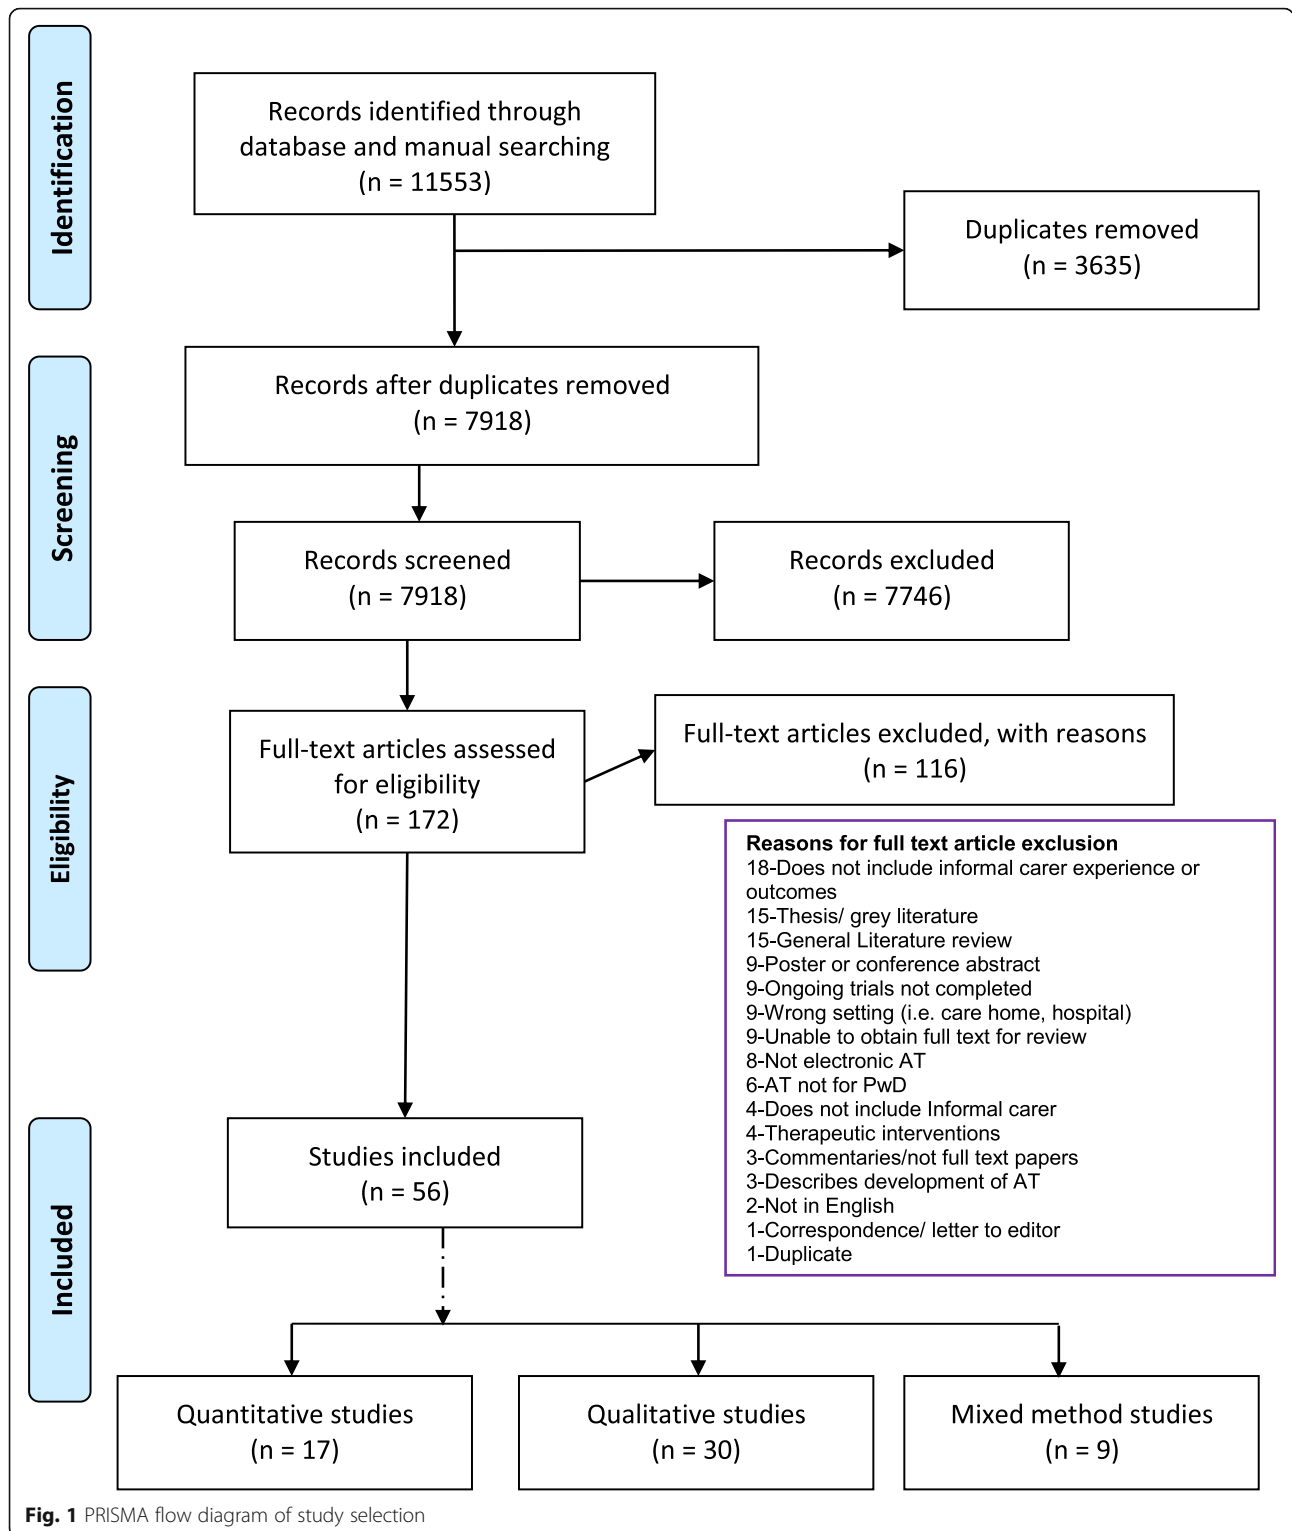 Identification
Records identified through
database and manual searching
(n = 11553)
Duplicates removed
(n = 3635)
Screening
Records after duplicates removed
(n = 7918)
Records screened
(n = 7918)
Records excluded
(n = 7746)
Eligibility
Full-text articles assessed
for eligibility
(n = 172)
Full-text articles excluded, with reasons
(n = 116)
Reasons for full text article exclusion
18-Does not include informal carer experience or
outcomes
15-Thesis/ grey literature
15-General Literature review
9-Poster or conference abstract
9-Ongoing trials not completed
9-Wrong setting (i.e. care home, hospital)
9-Unable to obtain full text for review
8-Not electronic AT
6-AT not for PwD
4-Does not include Informal carer
4-Therapeutic interventions
3-Commentaries/not full text papers
3-Describes development of AT
2-Not in English
1-Correspondence/ letter to editor
1-Duplicate
Included
Studies included
(n = 56)
Quantitative studies
(n = 17)
Qualitative studies
(n = 30)
Mixed method studies
(n = 9)
Fig. 1 PRISMA flow diagram of study selection